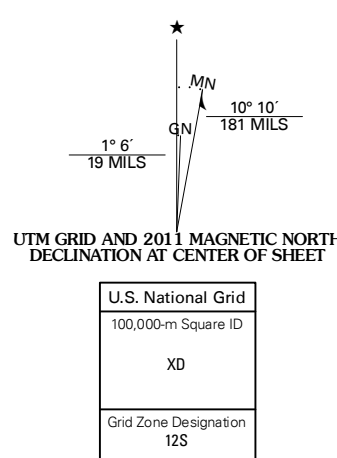 ★
MN
GN
10° 10´
181 MILS
1° 6´
19 MILS
UTM GRID AND 2011 MAGNETIC NORTH
DECLINATION AT CENTER OF SHEET
U.S. National Grid
100,000-m Square ID
XD
Grid Zone Designation
12S